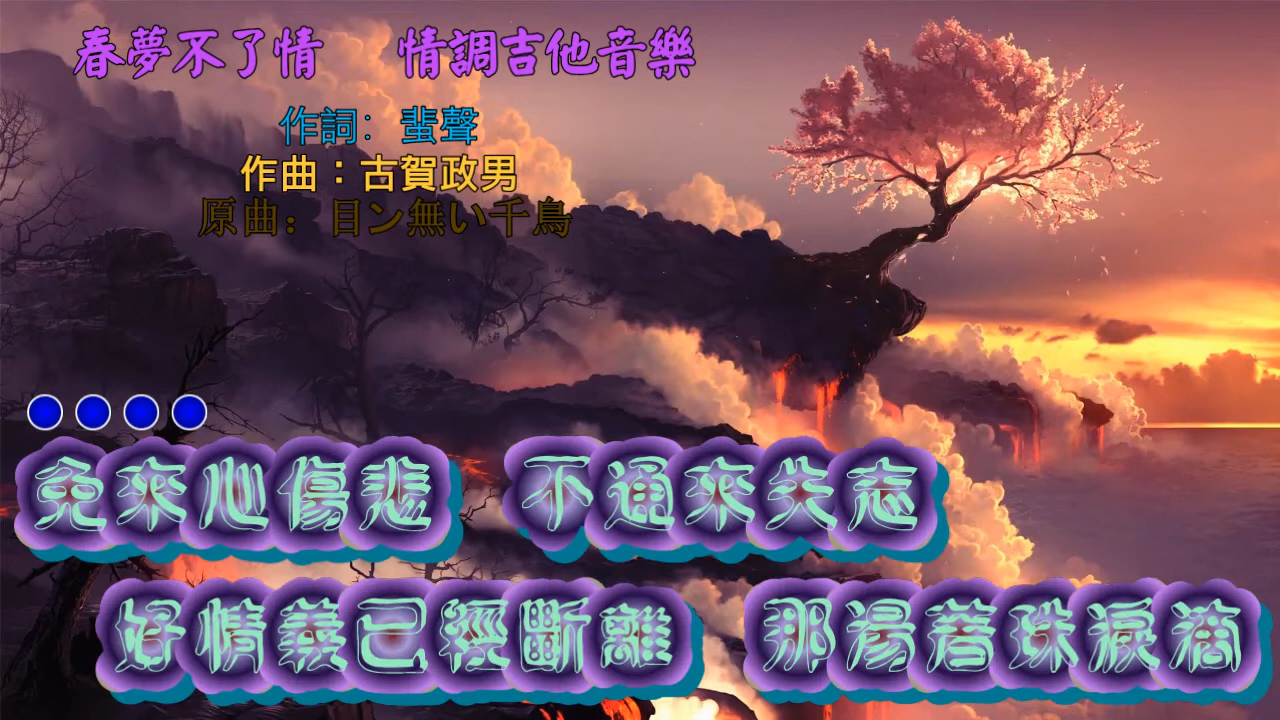 春夢不了情 情調吉他音樂
作詞：蜚聲
作曲：古賀政男
原曲：目ン無い千鳥
免來心傷悲 不通來失志
好情義已經斷離 那湯著珠淚滴